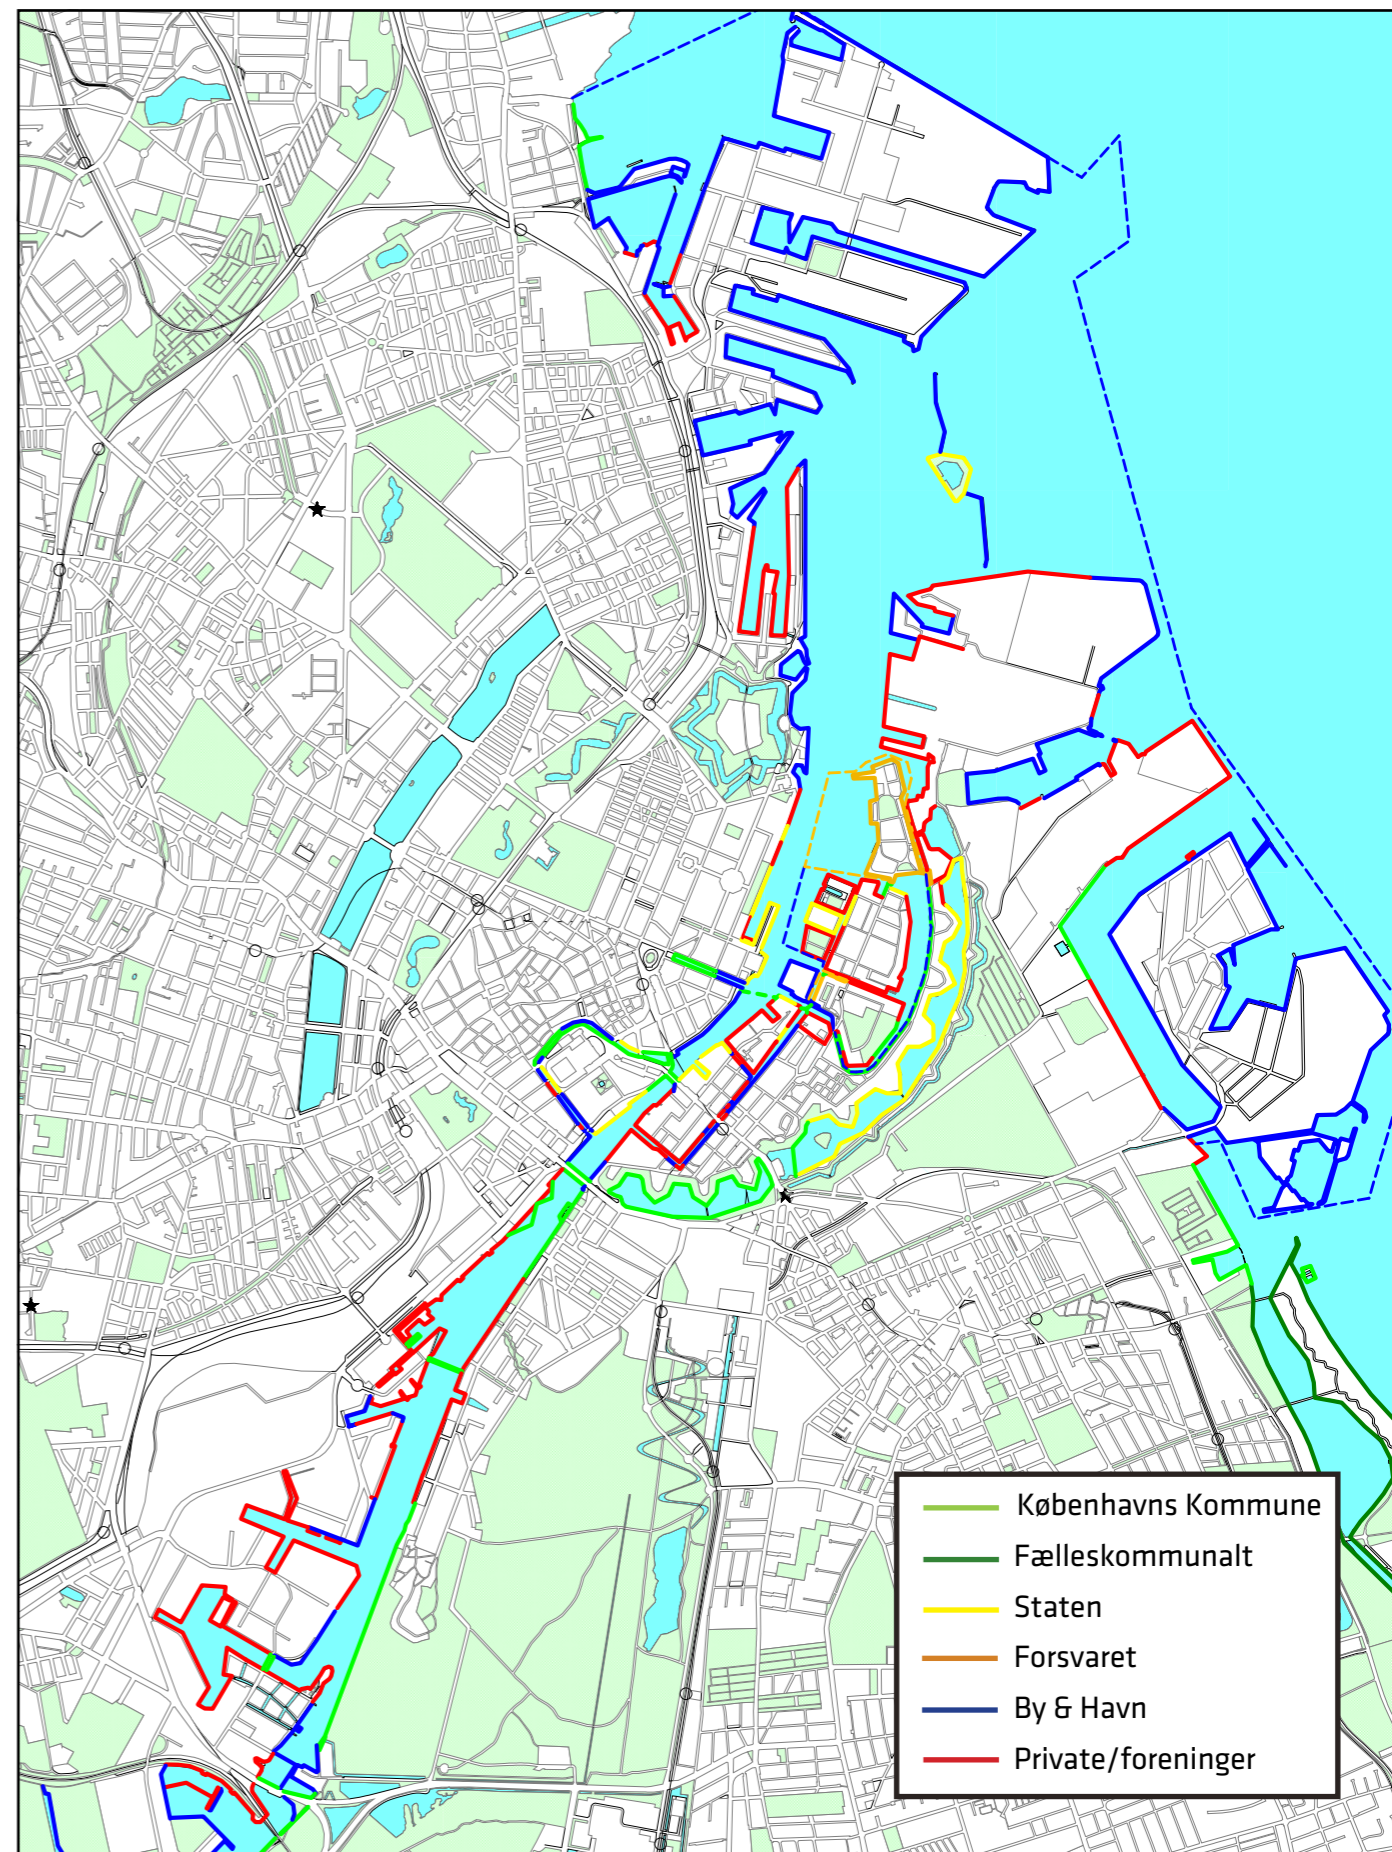 Københavns Kommune
Fælleskommunalt
Staten
Forsvaret
By & Havn
Private/foreninger